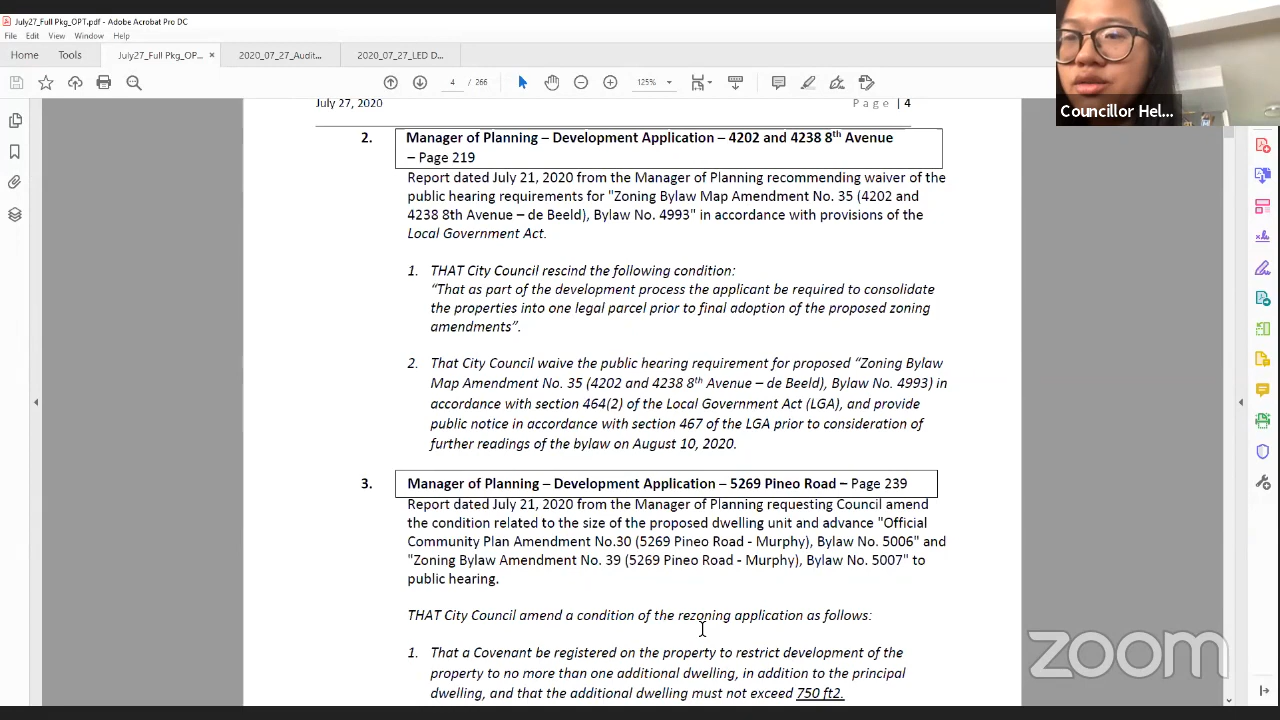 July27_Full Pkg_OPT.pdf - Adobe Acrobat Pro DC
File Edit View Window Help
Home Tools July27_Full Pkg_OP... × 2020_07_27_Audit... 2020_07_27_LED D...
4 / 266 125%
Councillor Hel...
July 27, 2020 Page | 4
2. Manager of Planning – Development Application – 4202 and 4238 8th Avenue
– Page 219
Report dated July 21, 2020 from the Manager of Planning recommending waiver of the
public hearing requirements for "Zoning Bylaw Map Amendment No. 35 (4202 and
4238 8th Avenue – de Beeld), Bylaw No. 4993" in accordance with provisions of the
Local Government Act.
1. THAT City Council rescind the following condition:
“That as part of the development process the applicant be required to consolidate
the properties into one legal parcel prior to final adoption of the proposed zoning
amendments”.
2. That City Council waive the public hearing requirement for proposed “Zoning Bylaw
Map Amendment No. 35 (4202 and 4238 8th Avenue – de Beeld), Bylaw No. 4993) in
accordance with section 464(2) of the Local Government Act (LGA), and provide
public notice in accordance with section 467 of the LGA prior to consideration of
further readings of the bylaw on August 10, 2020.
3. Manager of Planning – Development Application – 5269 Pineo Road – Page 239
Report dated July 21, 2020 from the Manager of Planning requesting Council amend
the condition related to the size of the proposed dwelling unit and advance "Official
Community Plan Amendment No.30 (5269 Pineo Road - Murphy), Bylaw No. 5006" and
"Zoning Bylaw Amendment No. 39 (5269 Pineo Road - Murphy), Bylaw No. 5007" to
public hearing.
THAT City Council amend a condition of the rezoning application as follows:
1. That a Covenant be registered on the property to restrict development of the
property to no more than one additional dwelling, in addition to the principal
dwelling, and that the additional dwelling must not exceed 750 ft2.
zoom